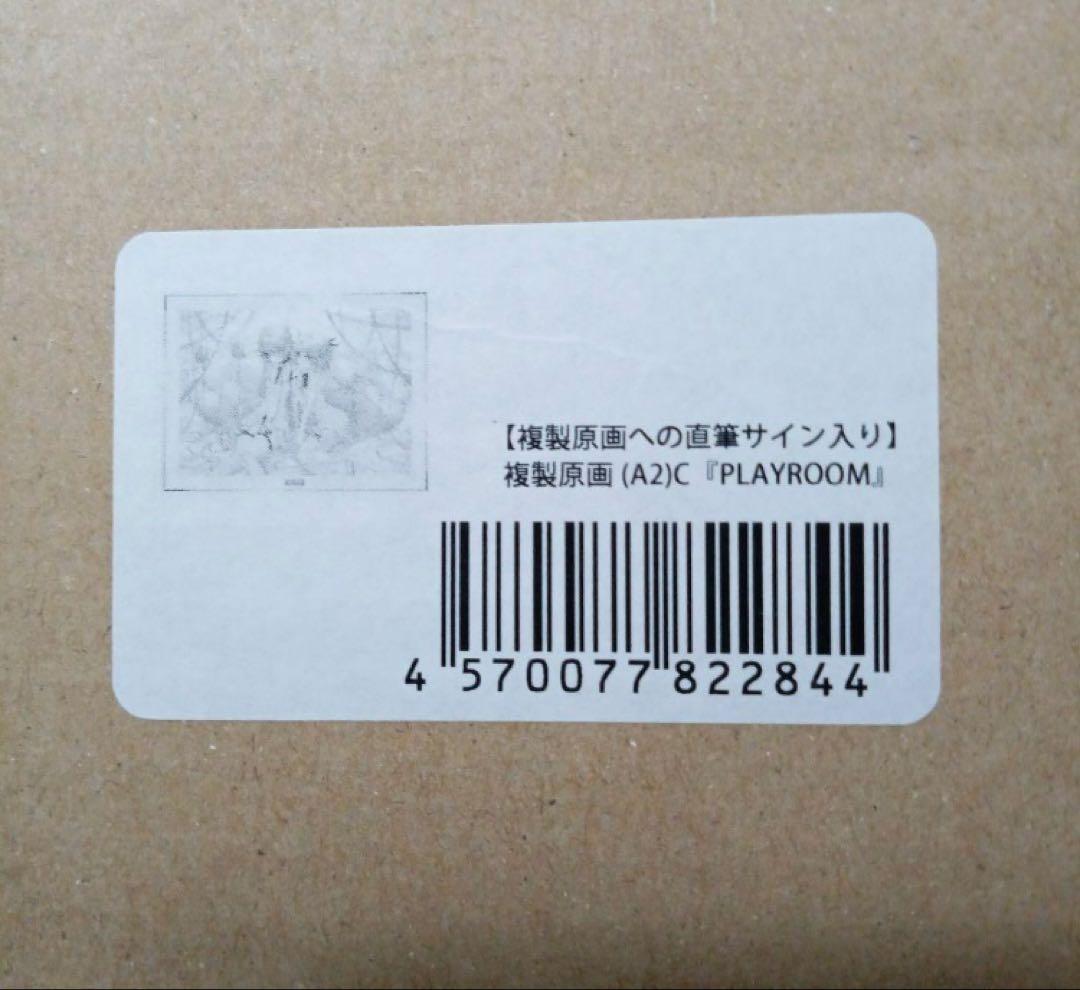 【複製原画への直筆サイン入り】
複製原画 (A2)C『PLAYROOM』
4 570077 822844